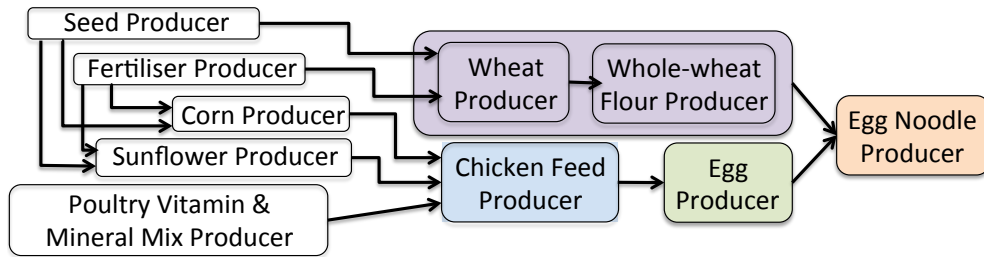 Seed Producer
Fertiliser Producer
Corn Producer
Sunflower Producer
Poultry Vitamin &
Mineral Mix Producer
Wheat
Producer
Whole-wheat
Flour Producer
Chicken Feed
Producer
Egg
Producer
Egg Noodle
Producer